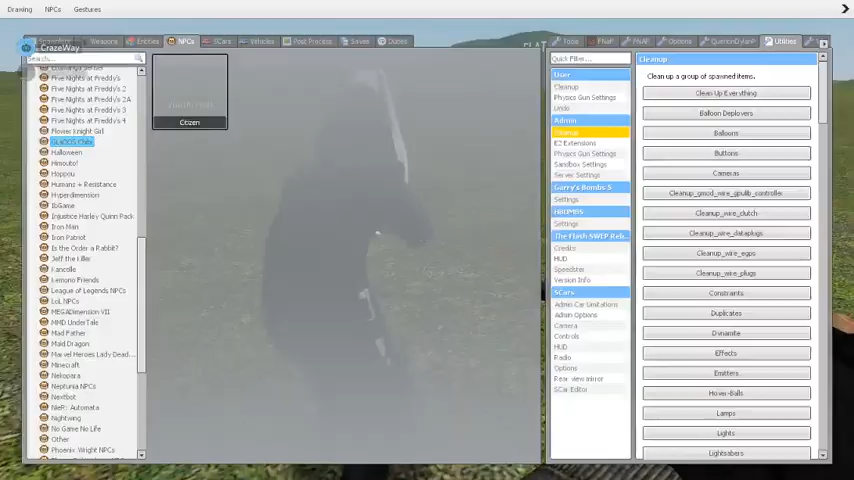 Drawing NPCs Gestures
CrazeWay
Weapons Entities NPCs SCars Vehicles Post Process Saves Dupes
Tools FNaF FNAF Options Utilities
Search...
Five Nights at Freddy's
Five Nights at Freddy's 2
Five Nights at Freddy's 2A
Five Nights at Freddy's 3
Five Nights at Freddy's 4
Flower Knight Girl
GLaDOS Chibi
Halloween
Himouto!
Hoppou
Humans + Resistance
Hyperdimension
IbGame
Injustice Harley Quinn Pack
Iron Man
Iron Patriot
Is the Order a Rabbit?
Jeff the Killer
Kancolle
Kemono Friends
League of Legends NPCs
LoL NPCs
MEGADimension VII
MMD UnderTale
Mad Father
Maid Dragon
Marvel Heroes Lady Dead...
Minecraft
Nekopara
Neptunia NPCs
Nextbot
NieR: Automata
Nightwing
No Game No Life
Other
Phoenix Wright NPCs
Citizen
Quick Filter...
User
Cleanup
Physics Gun Settings
Undo
Admin
Cleanup
E2 Extensions
Physics Gun Settings
Sandbox Settings
Server Settings
Garry's Bombs 5
Settings
HBOMBS
Settings
The Flash SWEP Rel...
Credits
HUD
Speedster
Version Info
SCars
Admin Car Limitations
Admin Options
Camera
Controls
HUD
Radio
Options
Rear view mirror
SCar Editor
Cleanup
Clean up a group of spawned items.
Clean Up Everything
Balloon Deployers
Balloons
Buttons
Cameras
Cleanup_gmod_wire_gpulib_controller
Cleanup_wire_clutch
Cleanup_wire_dataplugs
Cleanup_wire_egps
Cleanup_wire_plugs
Constraints
Duplicates
Dynamite
Effects
Emitters
Hover-Balls
Lamps
Lights
Lightsabers